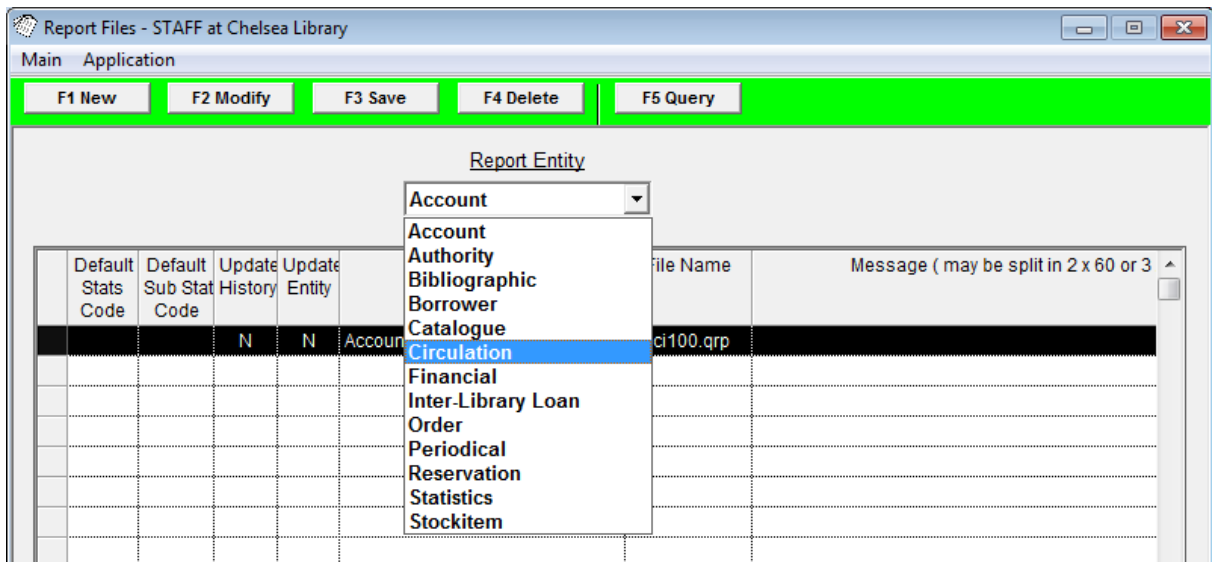 Report Files - STAFF at Chelsea Library
Main Application
F1 New F2 Modify F3 Save F4 Delete F5 Query
Report Entity
Account
Account
Authority
Bibliographic
Borrower
Catalogue
Circulation
Financial
Inter-Library Loan
Order
Periodical
Reservation
Statistics
Stockitem
Default Default Update Update File Name Message ( may be split in 2 x 60 or 3
Stats Sub Stat History Entity
Code Code
N N Accoun ci100.qrp